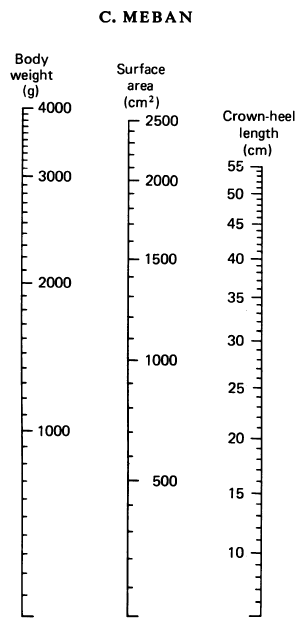 C. MEBAN
Body
weight
(g)
4000
3000
2000
1000
Surface
area
(cm²)
2500
2000
1500
1000
500
Crown-heel
length
(cm)
55
50
45
40
35
30
25
20
15
10